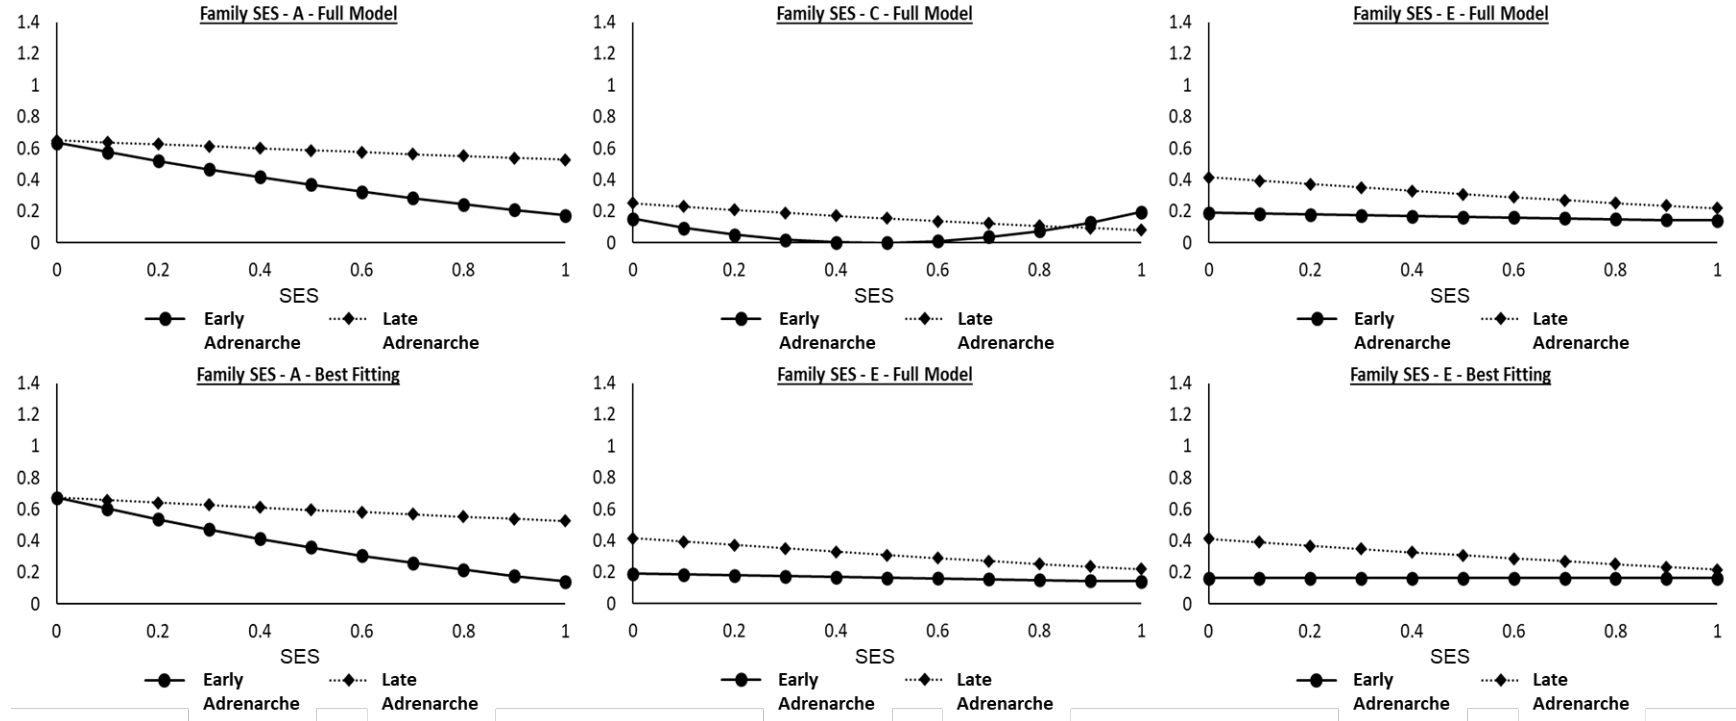 Family SES - A - Full Model
1.4
1.2
1
0.8
0.6
0.4
0.2
0
0 0.2 0.4 0.6 0.8 1
SES
Early Adrenarche
Late Adrenarche
Family SES - C - Full Model
1.4
1.2
1
0.8
0.6
0.4
0.2
0
0 0.2 0.4 0.6 0.8 1
SES
Early Adrenarche
Late Adrenarche
Family SES - E - Full Model
1.4
1.2
1
0.8
0.6
0.4
0.2
0
0 0.2 0.4 0.6 0.8 1
SES
Early Adrenarche
Late Adrenarche
Family SES - A - Best Fitting
1.4
1.2
1
0.8
0.6
0.4
0.2
0
0 0.2 0.4 0.6 0.8 1
SES
Early Adrenarche
Late Adrenarche
Family SES - E - Full Model
1.4
1.2
1
0.8
0.6
0.4
0.2
0
0 0.2 0.4 0.6 0.8 1
SES
Early Adrenarche
Late Adrenarche
Family SES - E - Best Fitting
1.4
1.2
1
0.8
0.6
0.4
0.2
0
0 0.2 0.4 0.6 0.8 1
SES
Early Adrenarche
Late Adrenarche